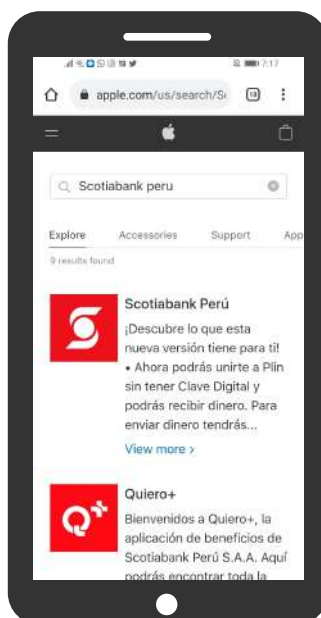 7:17
apple.com/us/search/S
13
Scotiabank peru
Explore Accessories Support App
9 results found
Scotiabank Perú
¡Descubre lo que esta
nueva versión tiene para ti!
• Ahora podrás unirte a Plin
sin tener Clave Digital y
podrás recibir dinero. Para
enviar dinero tendrás...
View more >
Quiero+
Bienvenidos a Quiero+, la
aplicación de beneficios de
Scotiabank Perú S.A.A. Aquí
podrás encontrar toda la